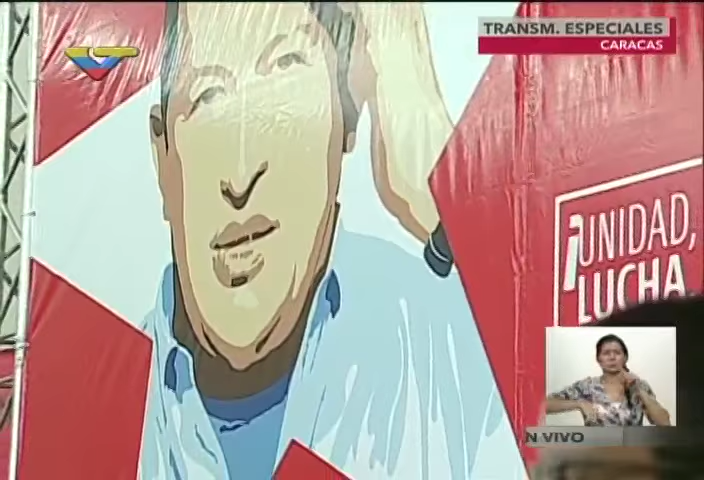 TRANSM. ESPECIALES
CARACAS
¡UNIDAD,
LUCHA,
N VIVO